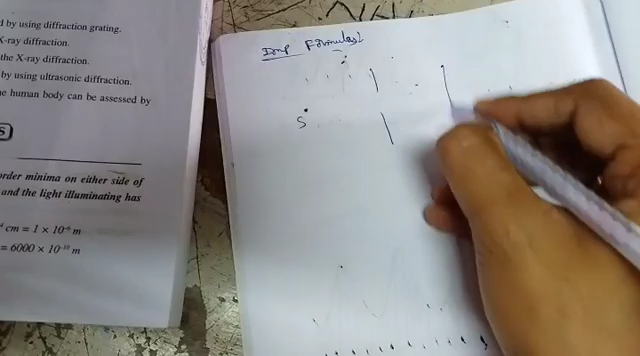 d by using diffraction grating.
X-ray diffraction.
the X-ray diffraction.
by using ultrasonic diffraction.
e human body can be assessed by
S
order minima on either side of
and the light illuminating has
cm = 1 × 10⁻⁶ m
= 6000 × 10⁻¹⁰ m
Imp Formulas!
S